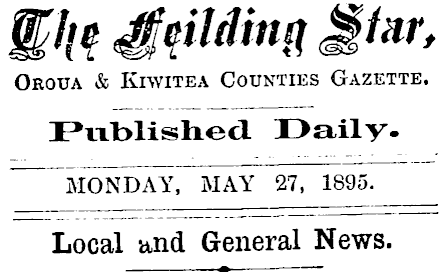 The Feilding Star,
OROUA & KIWITEA COUNTIES GAZETTE.
Published Daily.
MONDAY, MAY 27, 1895.
Local and General News.